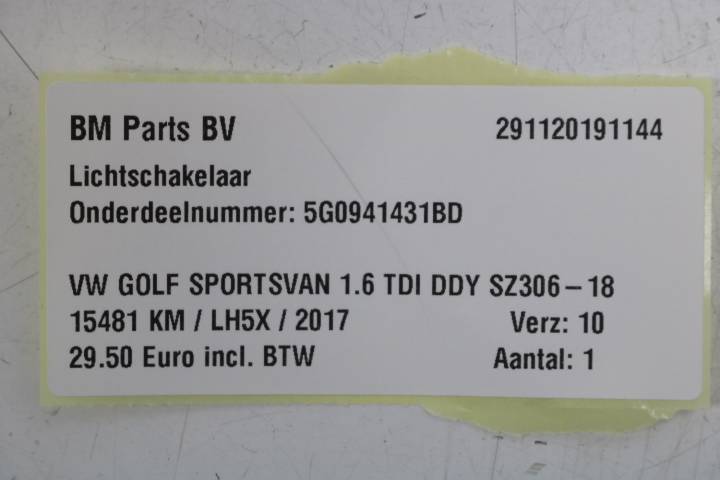 BM Parts BV 291120191144
Lichtschakelaar
Onderdeelnummer: 5G0941431BD
VW GOLF SPORTSVAN 1.6 TDI DDY SZ306-18
15481 KM / LH5X / 2017 Verz: 10
29.50 Euro incl. BTW Aantal: 1